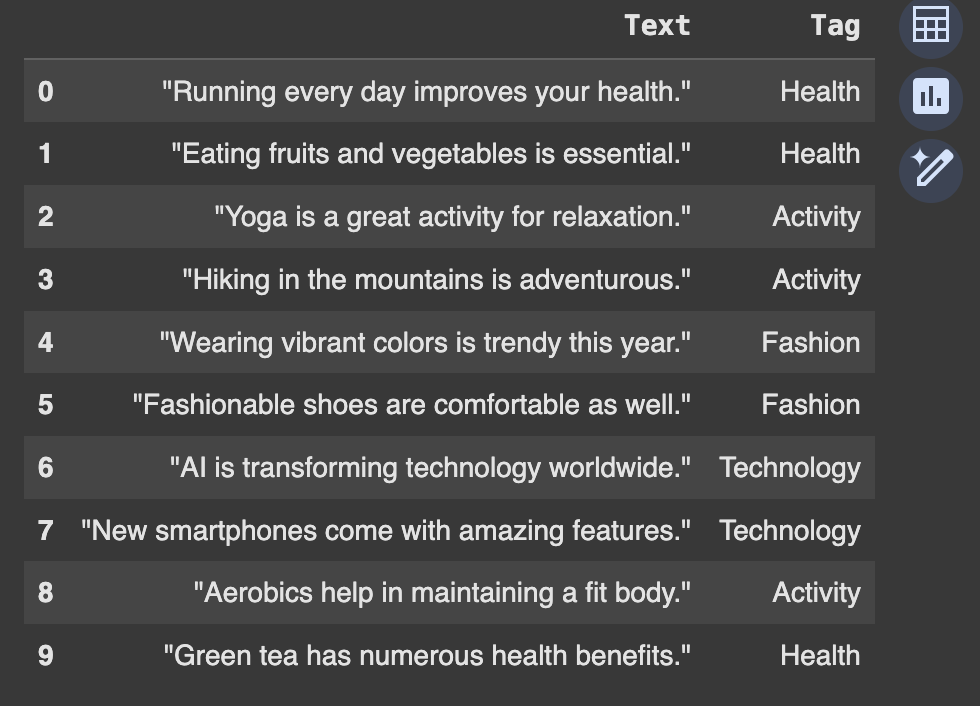 Text Tag
0 "Running every day improves your health." Health
1 "Eating fruits and vegetables is essential." Health
2 "Yoga is a great activity for relaxation." Activity
3 "Hiking in the mountains is adventurous." Activity
4 "Wearing vibrant colors is trendy this year." Fashion
5 "Fashionable shoes are comfortable as well." Fashion
6 "AI is transforming technology worldwide." Technology
7 "New smartphones come with amazing features." Technology
8 "Aerobics help in maintaining a fit body." Activity
9 "Green tea has numerous health benefits." Health